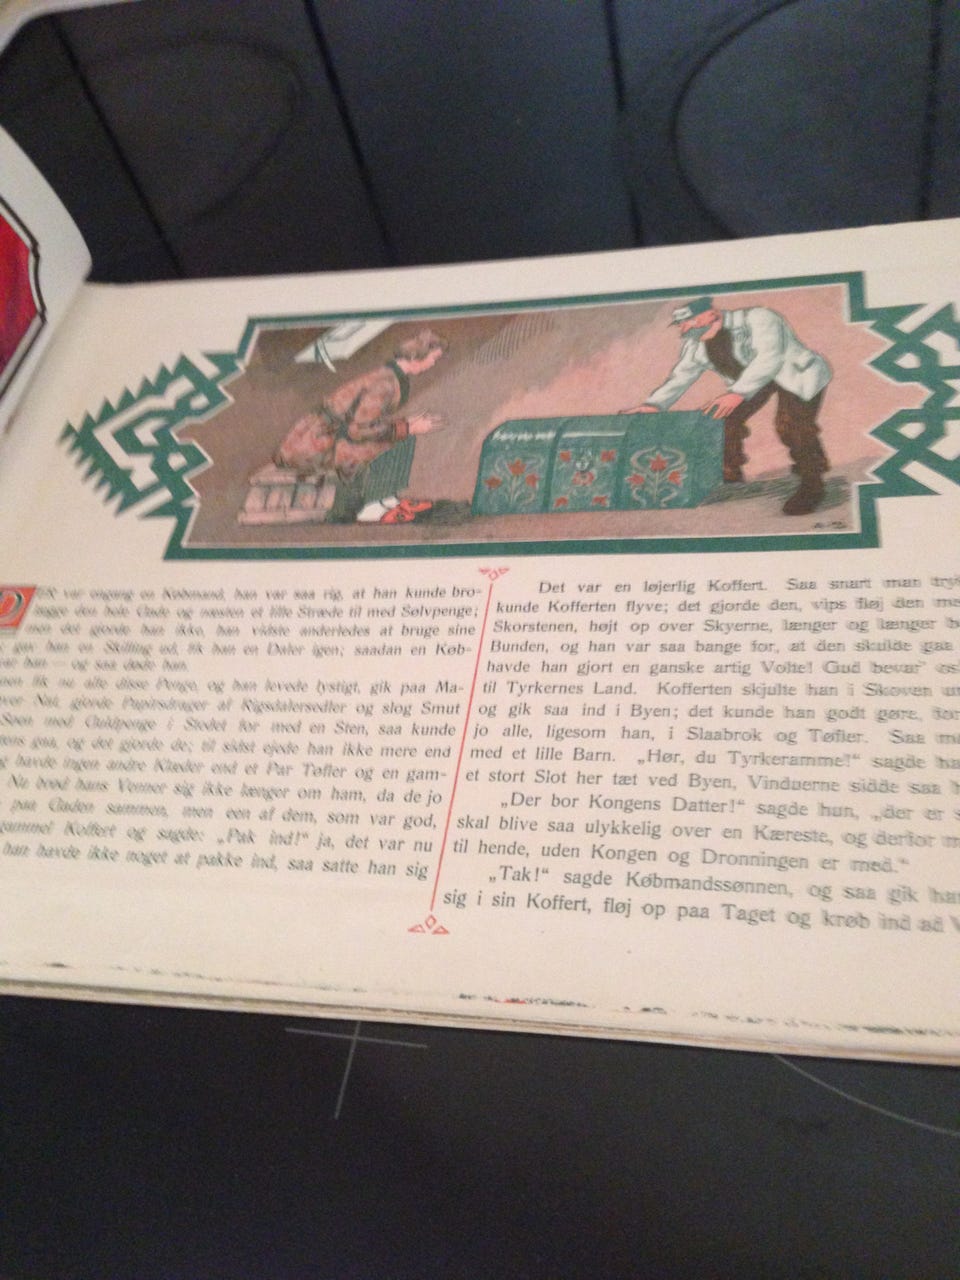 DER var engang en Købmand, han var saa rig, at han kunde bro-
lægge den hele Gade og næsten et lille Stræde til med Sølvpenge;
men det gjorde han ikke, han vidste anderledes at bruge sine
gav han en Skilling ud, fik han en Daler igen; saadan en Køb-
var han — og saa døde han.
fik nu alle disse Penge, og han levede lystigt, gik paa Ma-
hver Nat, gjorde Papirsdrager af Rigsdalersedler og slog Smut
Søen med Guldpenge i Stedet for med en Sten, saa kunde
gaa, og det gjorde de; til sidst ejede han ikke mere end
havde ingen andre Klæder end et Par Tøfler og en gam-
Nu brød hans Venner sig ikke længer om ham, da de jo
paa Gaden sammen, men een af dem, som var god,
gammel Koffert og sagde: „Pak ind!“ ja, det var nu
han havde ikke noget at pakke ind, saa satte han sig
Det var en løjerlig Koffert. Saa snart man
kunde Kofferten flyve; det gjorde den, vips fløj den
Skorstenen, højt op over Skyerne, længer og længer
Bunden, og han var saa bange for, at den skulde gaa
havde han gjort en ganske artig Volte! Gud bevar'
til Tyrkernes Land. Kofferten skjulte han i Skoven
og gik saa ind i Byen; det kunde han godt gøre, for
jo alle, ligesom han, i Slaabrok og Tøfler. Saa
med et lille Barn. „Hør, du Tyrkeramme!“ sagde
et stort Slot her tæt ved Byen, Vinduerne sidde saa
„Der bor Kongens Datter!“ sagde hun, „der er
skal blive saa ulykkelig over en Kæreste, og derfor
til hende, uden Kongen og Dronningen er med.“
„Tak!“ sagde Købmandssønnen, og saa gik han
sig i sin Koffert, fløj op paa Taget og krøb ind ad